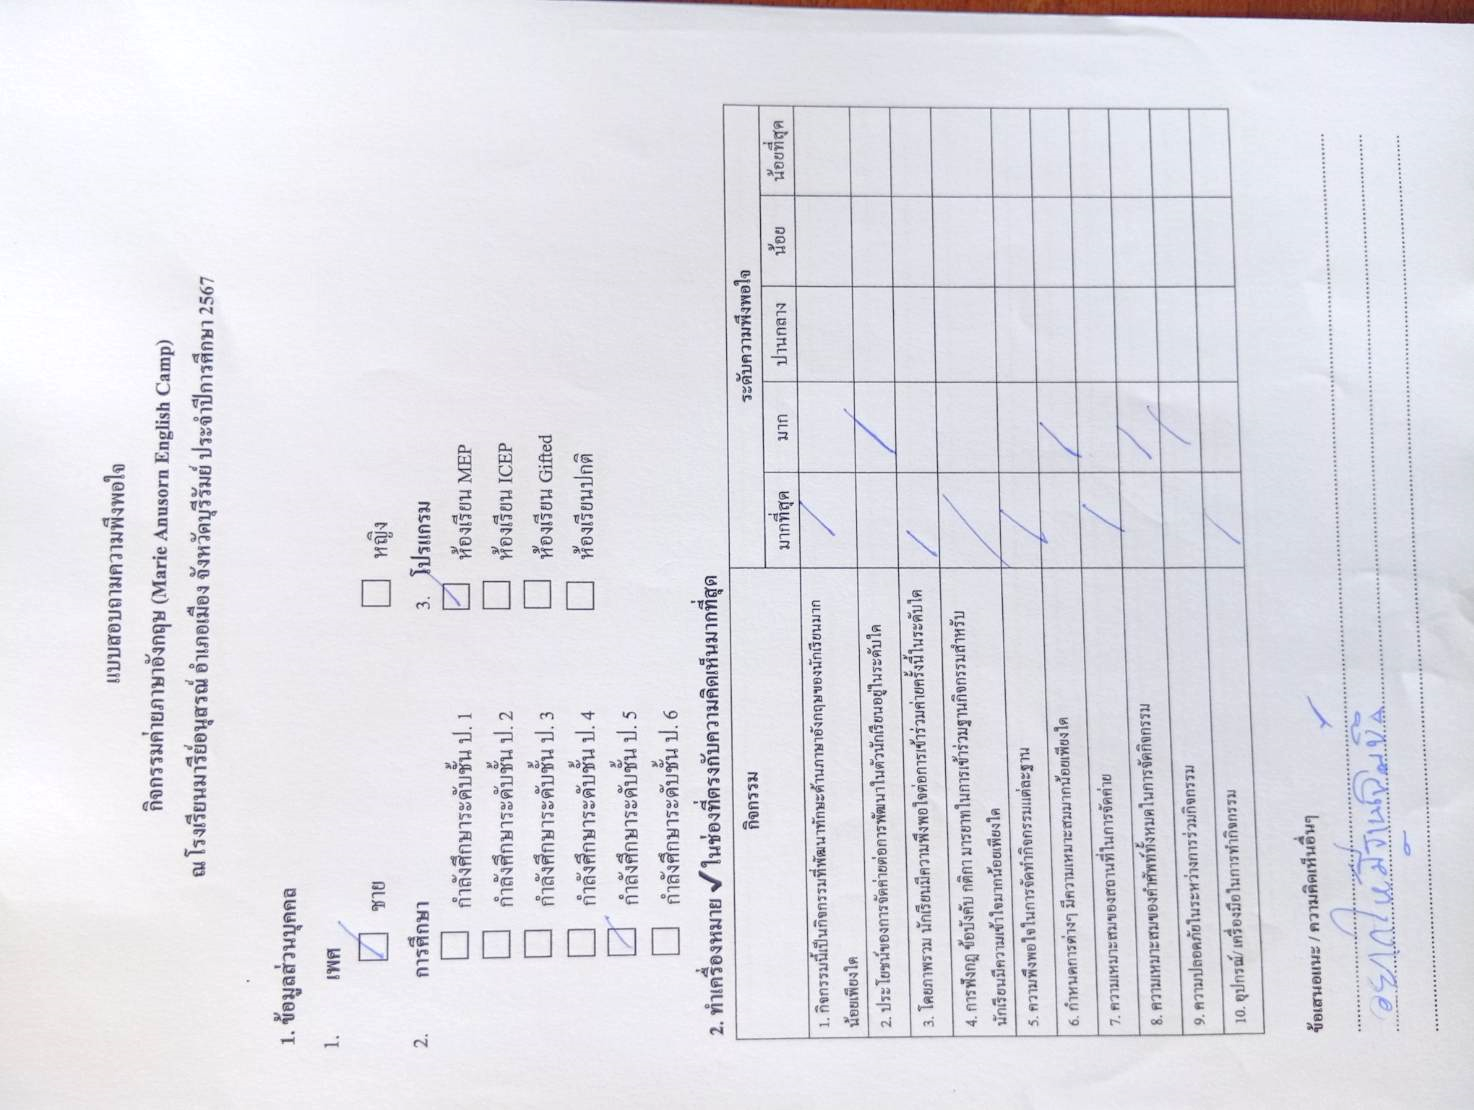 แบบสอบถามความพึงพอใจ
กิจกรรมค่ายภาษาอังกฤษ (Marie Anusorn English Camp)
ณ โรงเรียนมารีย์อนุสรณ์ อำเภอเมือง จังหวัดบุรีรัมย์ ประจำปีการศึกษา 2567
1. ข้อมูลส่วนบุคคล
1. เพศ
ชาย หญิง
2. การศึกษา 3. โปรแกรม
กำลังศึกษาระดับชั้น ป. 1 ห้องเรียน MEP
กำลังศึกษาระดับชั้น ป. 2 ห้องเรียน ICEP
กำลังศึกษาระดับชั้น ป. 3 ห้องเรียน Gifted
กำลังศึกษาระดับชั้น ป. 4 ห้องเรียนปกติ
กำลังศึกษาระดับชั้น ป. 5
กำลังศึกษาระดับชั้น ป. 6
2. ทำเครื่องหมาย ✓ ในช่องที่ตรงกับความคิดเห็นมากที่สุด
กิจกรรม ระดับความพึงพอใจ
มากที่สุด มาก ปานกลาง น้อย น้อยที่สุด
1. กิจกรรมนี้เป็นกิจกรรมที่พัฒนาทักษะด้านภาษาอังกฤษของนักเรียนมาก
น้อยเพียงใด
2. ประโยชน์ของการจัดค่ายต่อการพัฒนาในตัวนักเรียนอยู่ในระดับใด
3. โดยภาพรวม นักเรียนมีความพึงพอใจต่อการเข้าร่วมค่ายครั้งนี้ในระดับใด
4. การฟังกฎ ข้อบังคับ กติกา มารยาทในการเข้าร่วมฐานกิจกรรมสำหรับ
นักเรียนมีความเข้าใจมากน้อยเพียงใด
5. ความพึงพอใจในการจัดทำกิจกรรมแต่ละฐาน
6. กำหนดการต่างๆ มีความเหมาะสมมากน้อยเพียงใด
7. ความเหมาะสมของสถานที่ในการจัดค่าย
8. ความเหมาะสมของคำศัพท์ทั้งหมดในการจัดกิจกรรม
9. ความปลอดภัยในระหว่างการร่วมกิจกรรม
10. อุปกรณ์/เครื่องมือในการทำกิจกรรม
ข้อเสนอแนะ / ความคิดเห็นอื่นๆ
อยากให้มี